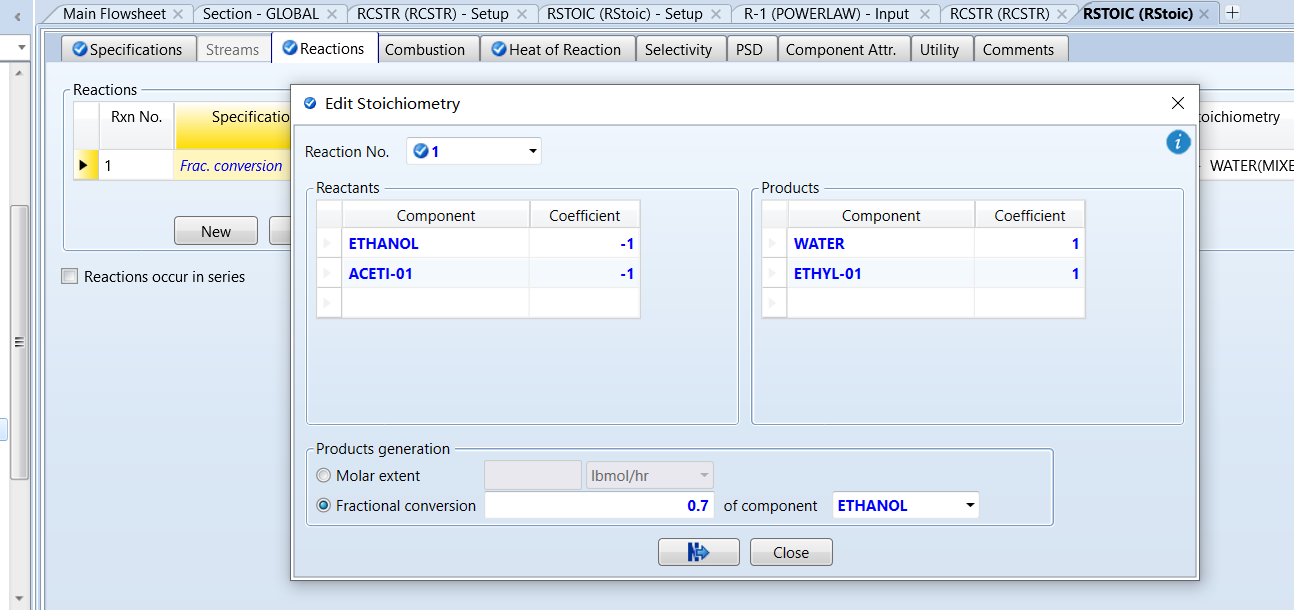 Main Flowsheet Section - GLOBAL RCSTR (RCSTR) - Setup RSTOIC (RStoic) - Setup R-1 (POWERLAW) - Input RCSTR (RCSTR) RSTOIC (RStoic)
Specifications Streams Reactions Combustion Heat of Reaction Selectivity PSD Component Attr. Utility Comments
Reactions
Rxn No.
1 Frac. conversion WATER(MIXE
New
Reactions occur in series
Edit Stoichiometry
Reaction No. 1
Reactants
Component Coefficient
ETHANOL -1
ACETI-01 -1
Products
Component Coefficient
WATER 1
ETHYL-01 1
Products generation
Molar extent lbmol/hr
Fractional conversion 0.7 of component ETHANOL
Close